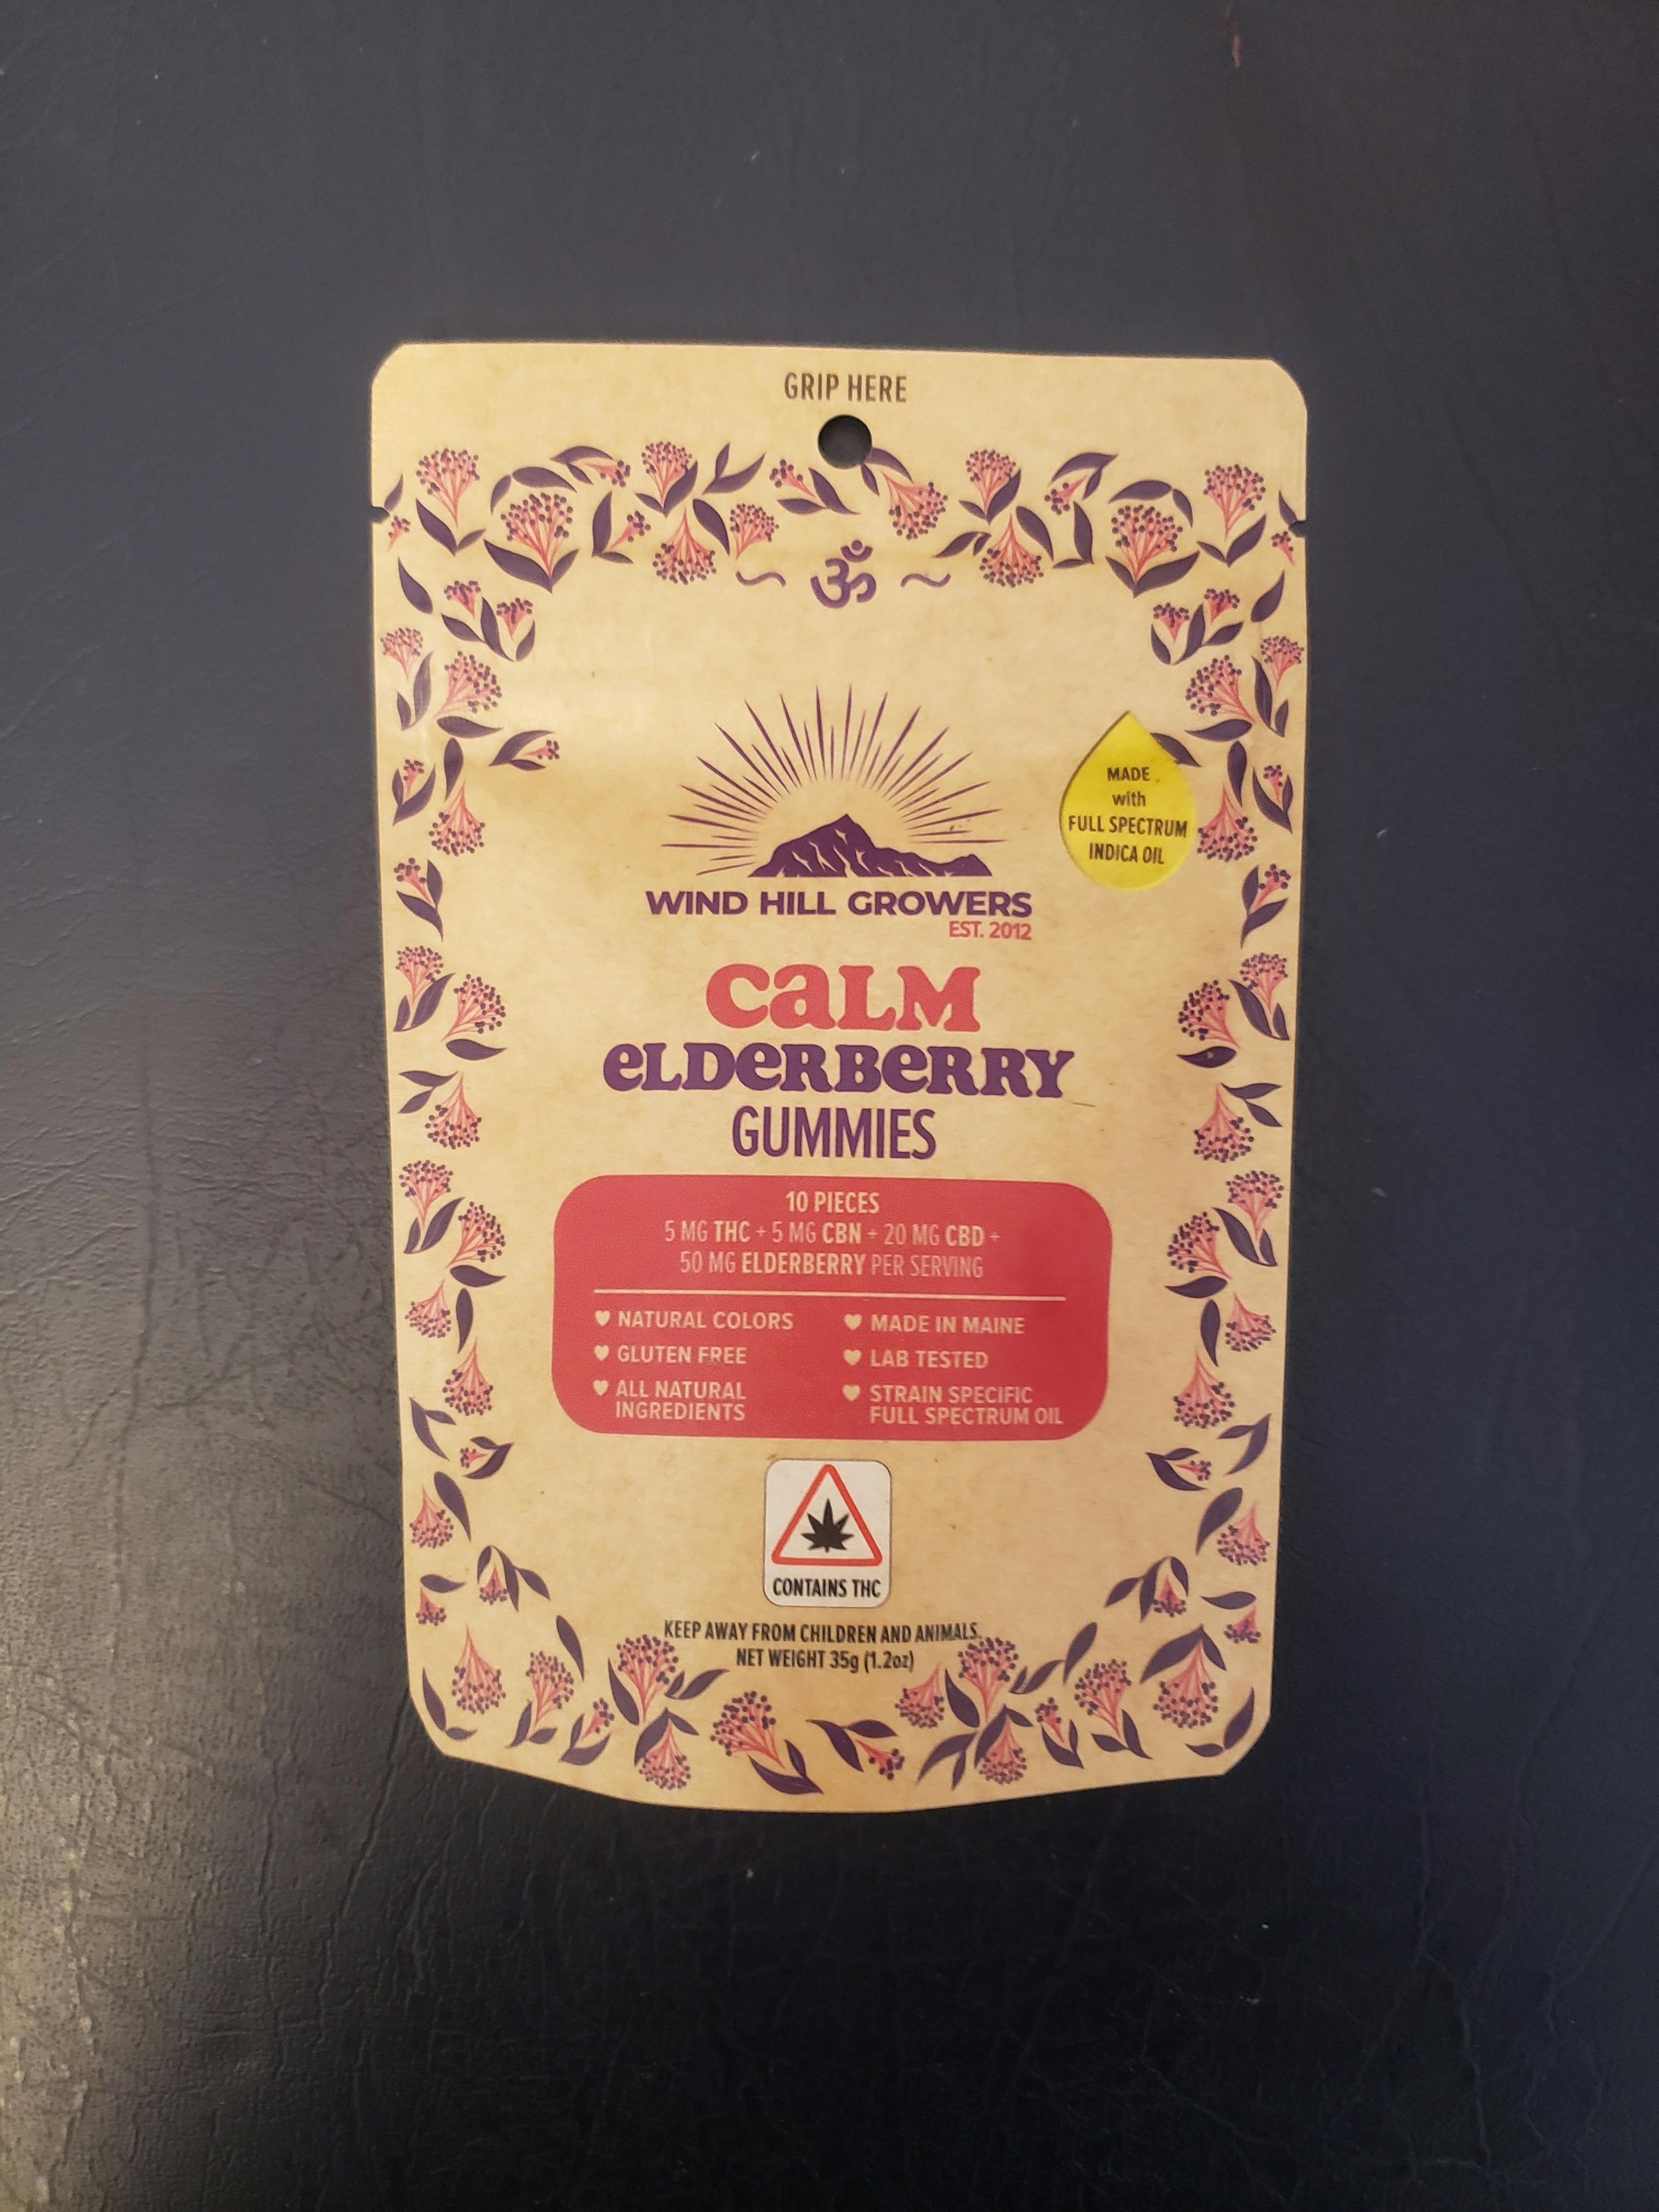 GRIP HERE
ॐ
MADE
with
FULL SPECTRUM
INDICA OIL
WIND HILL GROWERS
EST. 2012
CALM
ELDERBERRY
GUMMIES
10 PIECES
5 MG THC + 5 MG CBN + 20 MG CBD +
50 MG ELDERBERRY PER SERVING
NATURAL COLORS
GLUTEN FREE
ALL NATURAL
INGREDIENTS
MADE IN MAINE
LAB TESTED
STRAIN SPECIFIC
FULL SPECTRUM OIL
CONTAINS THC
KEEP AWAY FROM CHILDREN AND ANIMALS.
NET WEIGHT 35g (1.2oz)